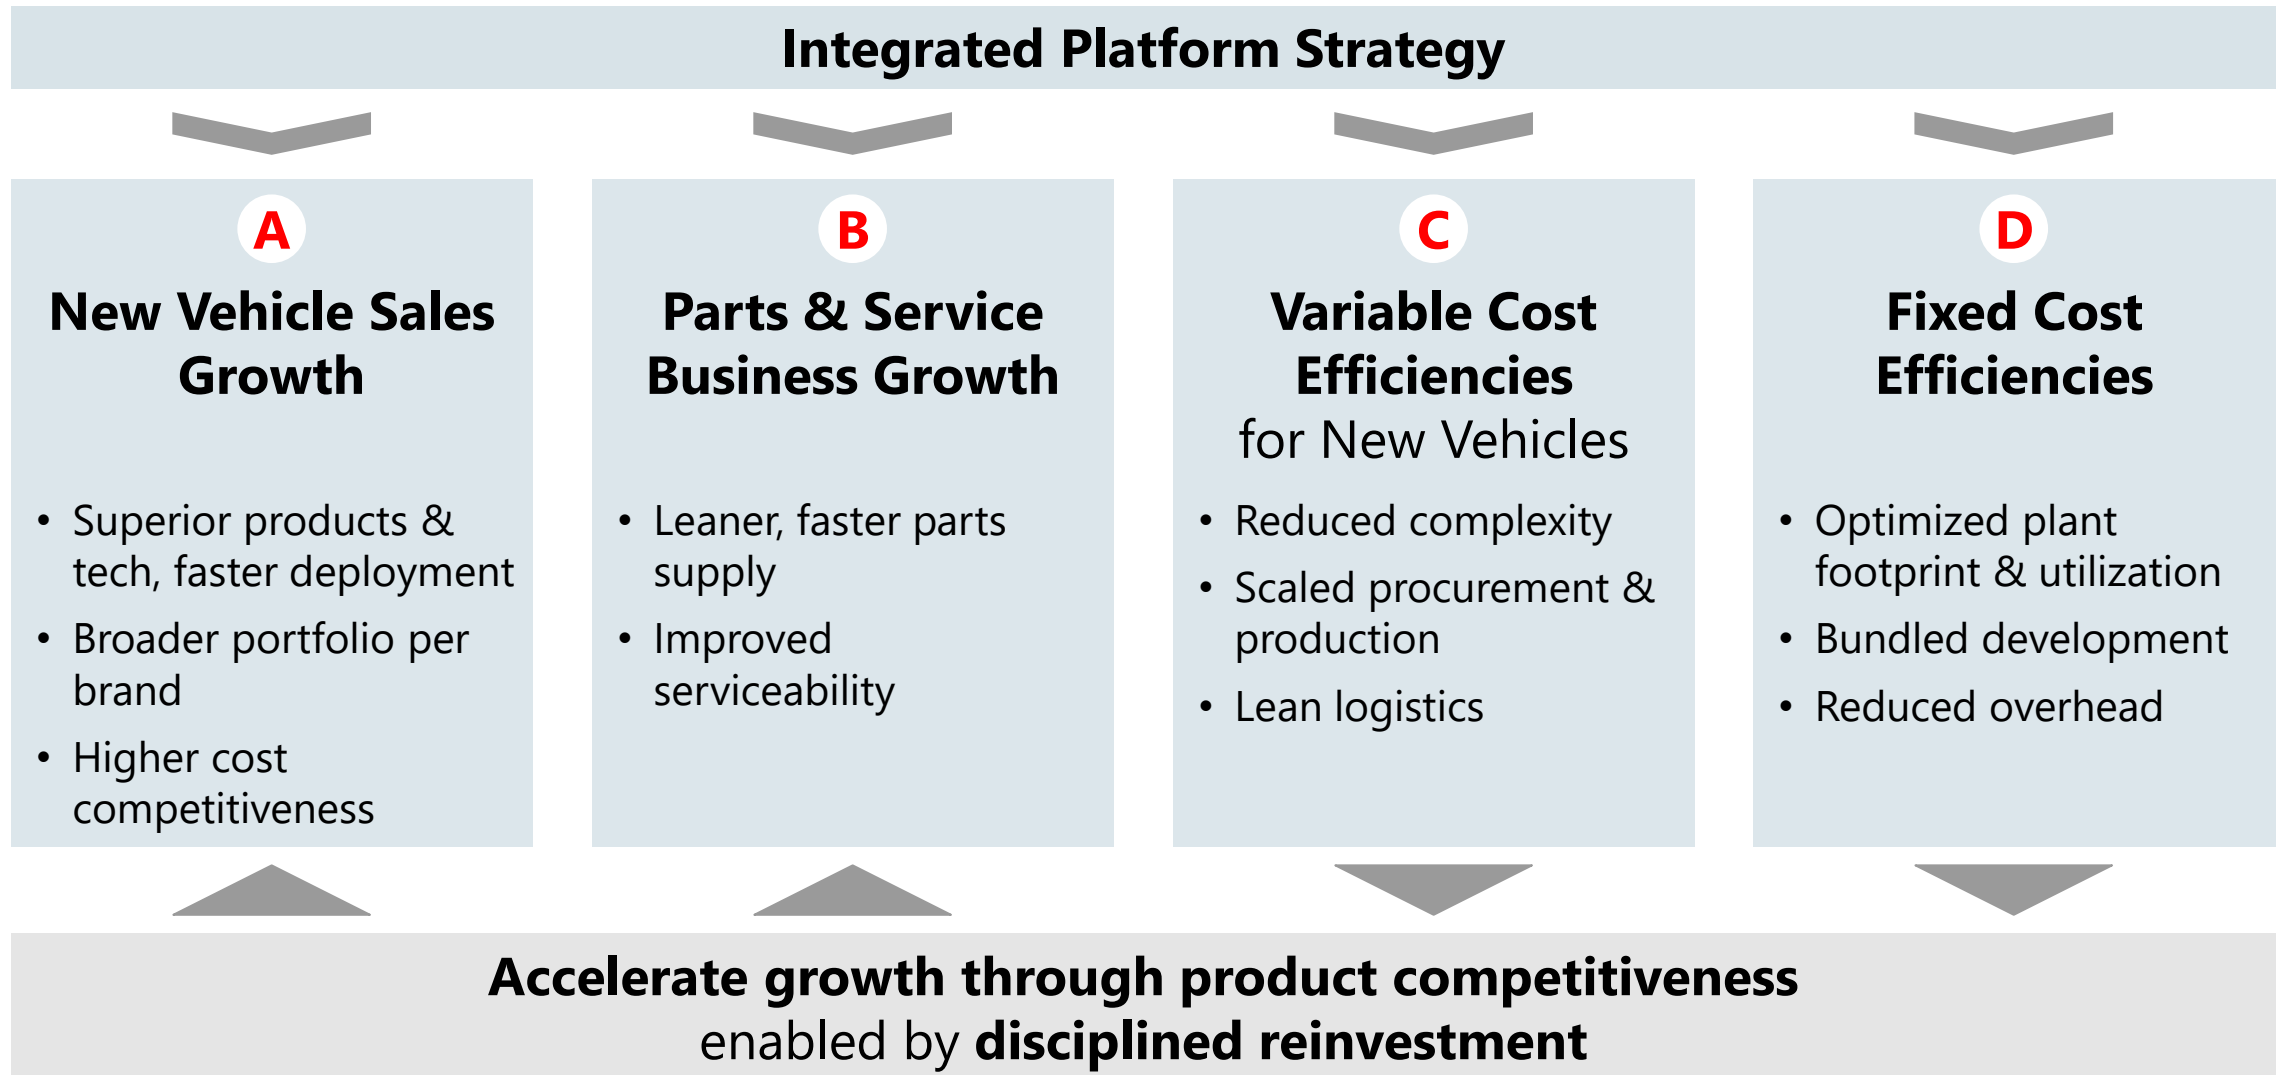 Integrated Platform Strategy
A
New Vehicle Sales
Growth
• Superior products &
tech, faster deployment
• Broader portfolio per
brand
• Higher cost
competitiveness
B
Parts & Service
Business Growth
• Leaner, faster parts
supply
• Improved
serviceability
C
Variable Cost
Efficiencies
for New Vehicles
• Reduced complexity
• Scaled procurement &
production
• Lean logistics
D
Fixed Cost
Efficiencies
• Optimized plant
footprint & utilization
• Bundled development
• Reduced overhead
Accelerate growth through product competitiveness
enabled by disciplined reinvestment